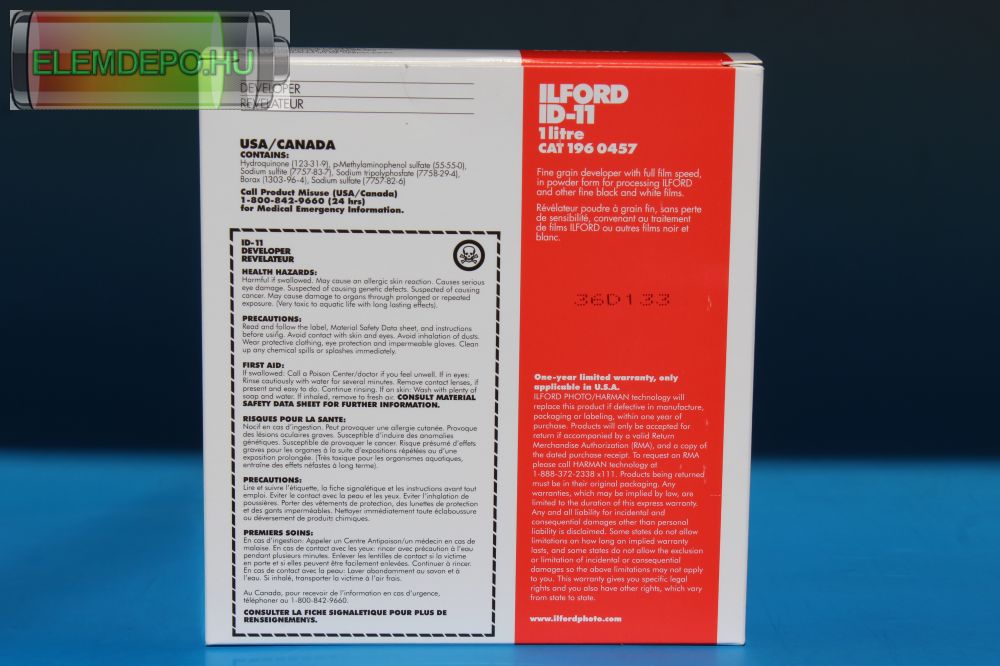 ELEMDEPO.HU
DEVELOPER
REVELATEUR
USA/CANADA
CONTAINS:
Hydroquinone (123-31-9), p-Methylaminophenol sulfate (55-55-0),
Sodium sulfite (7757-83-7), Sodium tripolyphosfate (7758-29-4),
Borax (1303-96-4), Sodium sulfate (7757-82-6)
Call Product Misuse (USA/Canada)
1-800-842-9660 (24 hrs)
for Medical Emergency Information.
ID-11
DEVELOPER
REVELATEUR
HEALTH HAZARDS:
Harmful if swallowed. May cause an allergic skin reaction. Causes serious
eye damage. Suspected of causing genetic defects. Suspected of causing
cancer. May cause damage to organs through prolonged or repeated
exposure. (Very toxic to aquatic life with long lasting effects).
PRECAUTIONS:
Read and follow the label, Material Safety Data sheet, and instructions
before using. Avoid contact with skin and eyes. Avoid inhalation of dusts.
Wear protective clothing, eye protection and impermeable gloves. Clean
up any chemical spills or splashes immediately.
FIRST AID:
If swallowed: Call a Poison Center/doctor if you feel unwell. If in eyes:
Rinse cautiously with water for several minutes. Remove contact lenses, if
present and easy to do. Continue rinsing. If on skin: Wash with plenty of
soap and water. If inhaled, remove to fresh air. CONSULT MATERIAL
SAFETY DATA SHEET FOR FURTHER INFORMATION.
RISQUES POUR LA SANTE:
Nocif en cas d'ingestion. Peut provoquer une allergie cutanée. Provoque
des lésions oculaires graves. Susceptible d'induire des anomalies
génétiques. Susceptible de provoquer le cancer. Risque présumé d'effets
graves pour les organes à la suite d'expositions répétées ou d'une
exposition prolongée. (Très toxique pour les organismes aquatiques,
entraîne des effets néfastes à long terme).
PRECAUTIONS:
Lire et suivre l'étiquette, la fiche signalétique et les instructions avant tout
emploi. Eviter le contact avec la peau et les yeux. Eviter l'inhalation de
poussières. Porter des vêtements de protection, des lunettes de protection
et des gants imperméables. Nettoyer immédiatement toute éclaboussure
ou déversement de produits chimiques.
PREMIERS SOINS:
En cas d'ingestion: Appeler un Centre Antipoison/un médecin en cas de
malaise. En cas de contact avec les yeux: rincer avec précaution à l'eau
pendant plusieurs minutes. Enlever les lentilles de contact si la victime
en porte et si elles peuvent être facilement enlevées. Continuer à rincer.
En cas de contact avec la peau: Laver abondamment au savon et à
l'eau. Si inhalé, transporter la victime à l'air frais.
Au Canada, pour recevoir de l'information en cas d'urgence,
téléphoner au 1-800-842-9660.
CONSULTER LA FICHE SIGNALETIQUE POUR PLUS DE
RENSEIGNEMENTS.
ILFORD
ID-11
1 litre
CAT 196 0457
Fine grain developer with full film speed,
in powder form for processing ILFORD
and other fine black and white films.
Révélateur poudre à grain fin, sans perte
de sensibilité, convenant au traitement
de films ILFORD ou autres films noir et
blanc.
36D133
One-year limited warranty, only
applicable in U.S.A.
ILFORD PHOTO/HARMAN technology will
replace this product if defective in manufacture,
packaging or labeling, within one year of
purchase. Products will only be accepted for
return if accompanied by a valid Return
Merchandise Authorization (RMA), and a copy of
the dated purchase receipt. To request an RMA
please call HARMAN technology at
1-888-372-2338 x111. Products being returned
must be in their original packaging. Any
warranties, which may be implied by law, are
limited to the duration of this express warranty.
Any and all liability for incidental and
consequential damages other than personal
liability is disclaimed. Some states do not allow
limitations on how long an implied warranty
lasts, and some states do not allow the exclusion
or limitation of incidental or consequential
damages so the above limitations may not apply
to you. This warranty gives you specific legal
rights and you also have other rights, which vary
from state to state.
www.ilfordphoto.com